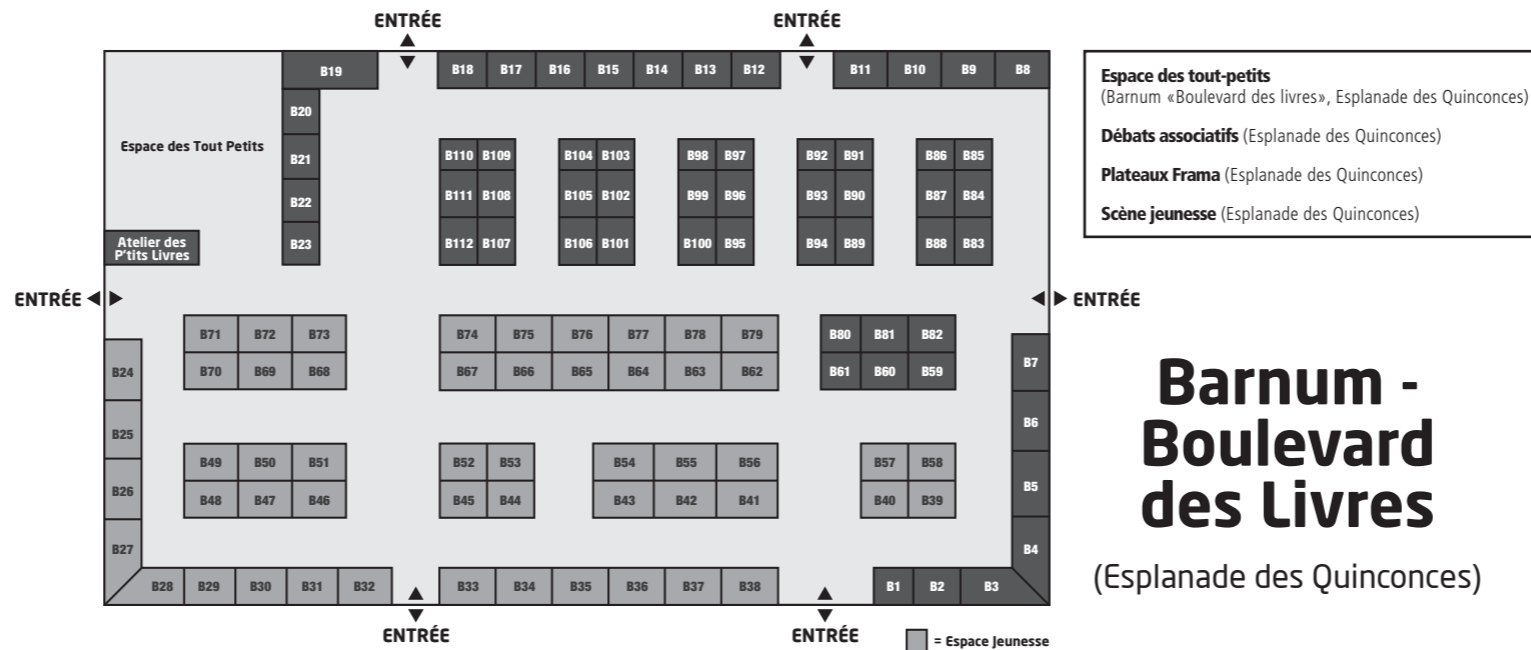 ENTRÉE
ENTRÉE
B19
B18 B17 B16 B15 B14 B13 B12
B11 B10 B9 B8
B20
Espace des Tout Petits
B21
B22
B23
Atelier des
P'tits Livres
B110 B109 B104 B103 B98 B97 B92 B91 B86 B85
B111 B108 B105 B102 B99 B96 B93 B90 B87 B84
B112 B107 B106 B101 B100 B95 B94 B89 B88 B83
ENTRÉE
ENTRÉE
B71 B72 B73 B74 B75 B76 B77 B78 B79 B80 B81 B82
B70 B69 B68 B67 B66 B65 B64 B63 B62 B61 B60 B59
B24
B25
B26
B27
B7
B6
B5
B4
B49 B50 B51 B52 B53 B54 B55 B56 B57 B58
B48 B47 B46 B45 B44 B43 B42 B41 B40 B39
B28 B29 B30 B31 B32 B33 B34 B35 B36 B37 B38 B1 B2 B3
ENTRÉE
ENTRÉE
= Espace Jeunesse
Espace des tout-petits
(Barnum «Boulevard des livres», Esplanade des Quinconces)
Débats associatifs (Esplanade des Quinconces)
Plateaux Frama (Esplanade des Quinconces)
Scène jeunesse (Esplanade des Quinconces)
Barnum -
Boulevard
des Livres
(Esplanade des Quinconces)